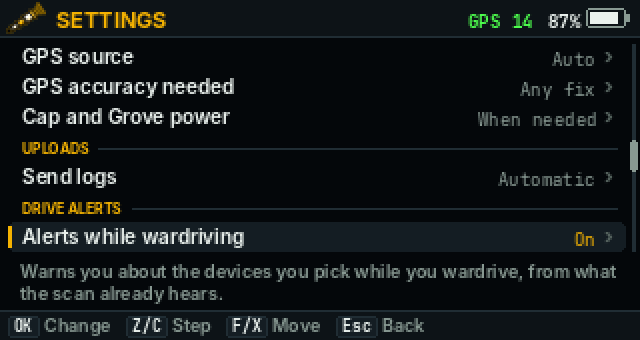 SETTINGS GPS 14 87%
GPS source Auto >
GPS accuracy needed Any fix >
Cap and Grove power When needed >
UPLOADS
Send logs Automatic >
DRIVE ALERTS
Alerts while wardriving On >
Warns you about the devices you pick while you wardrive, from what
the scan already hears.
OK Change Z/C Step F/X Move Esc Back